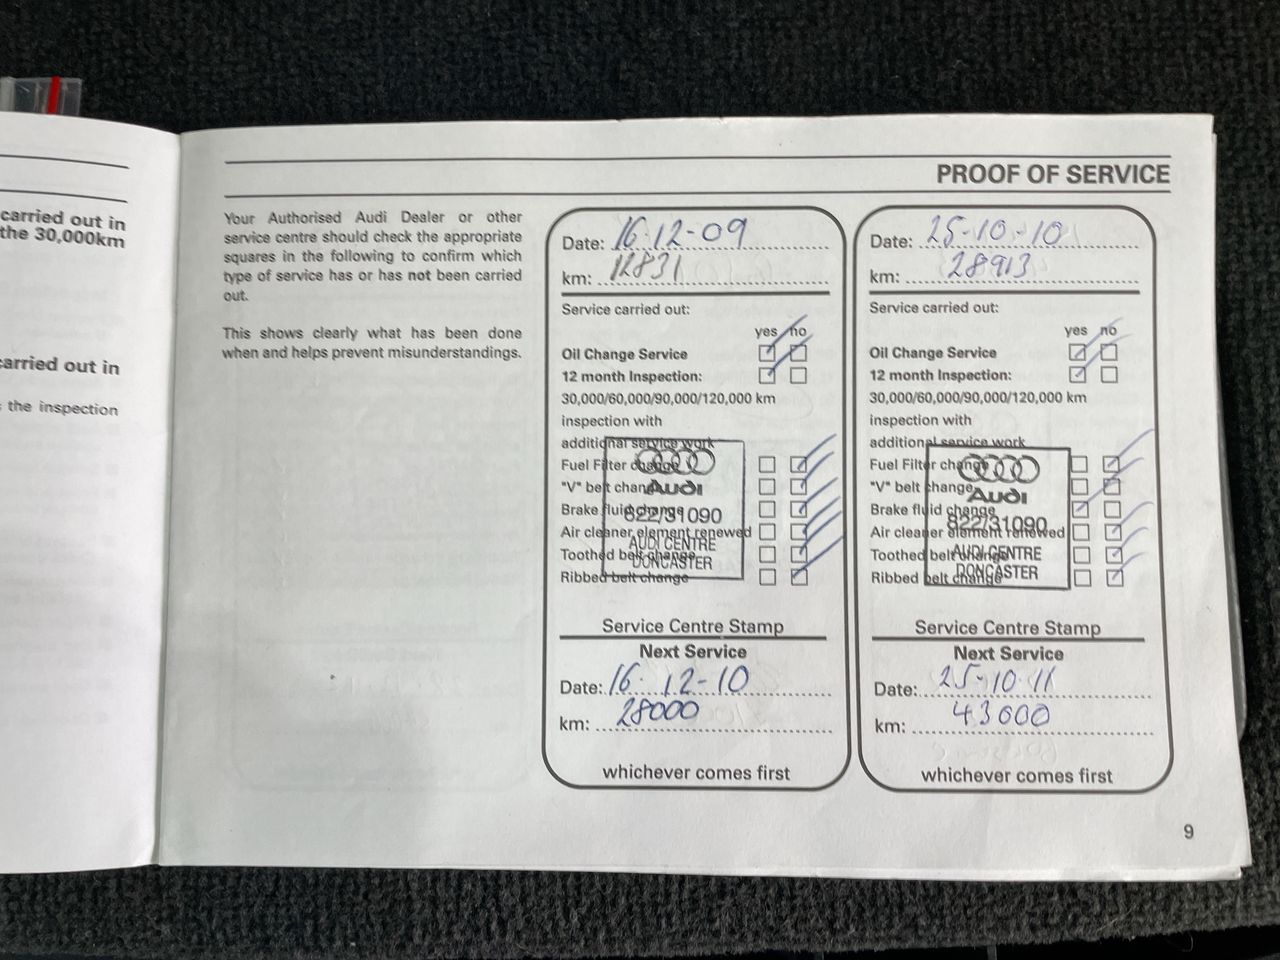 carried out in
the 30,000km
carried out in
the inspection
PROOF OF SERVICE
Your Authorised Audi Dealer or other
service centre should check the appropriate
squares in the following to confirm which
type of service has or has not been carried
out.
This shows clearly what has been done
when and helps prevent misunderstandings.
Date: 16-12-09
km: 12831
Service carried out:
yes no
Oil Change Service
12 month Inspection:
30,000/60,000/90,000/120,000 km
inspection with
additional service work
Fuel Filter change
"V" belt change
Brake fluid change
Air cleaner element renewed
Toothed belt change
Ribbed belt change
Audi
822/31090
AUDI CENTRE
DONCASTER
Service Centre Stamp
Next Service
Date: 16-12-10
km: 28000
whichever comes first
Date: 25-10-10
km: 28913
Service carried out:
yes no
Oil Change Service
12 month Inspection:
30,000/60,000/90,000/120,000 km
inspection with
additional service work
Fuel Filter change
"V" belt change
Brake fluid change
Air cleaner element renewed
Toothed belt change
Ribbed belt change
Audi
822/31090
AUDI CENTRE
DONCASTER
Service Centre Stamp
Next Service
Date: 25-10-11
km: 43000
whichever comes first
9